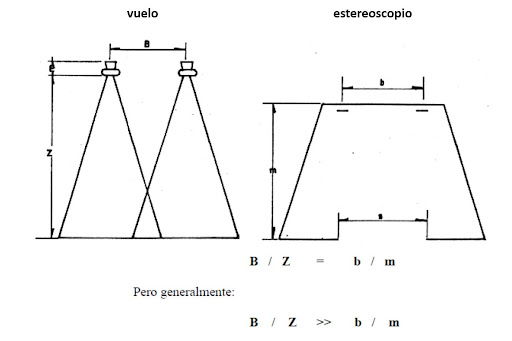 vuelo
estereoscopio
B
b
Z
m
s
B / Z = b / m
Pero generalmente:
B / Z >> b / m